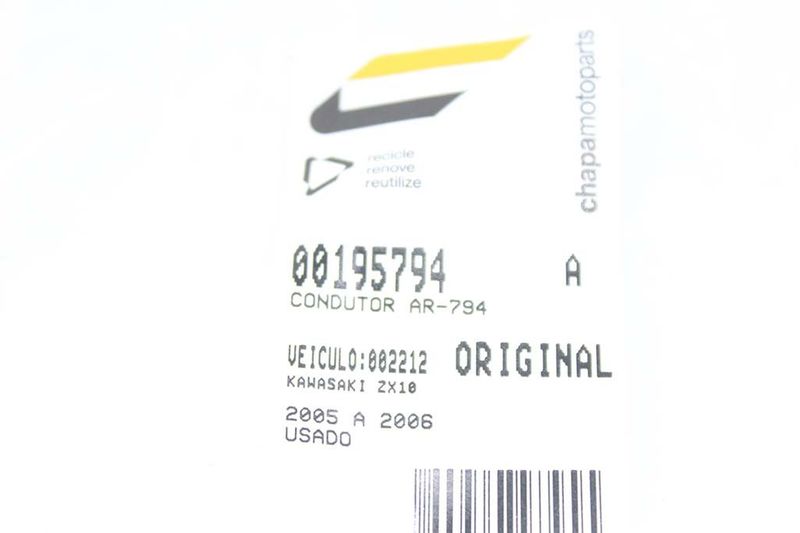 recicle
renove
reutilize
chapamotoparts
00195794 A
CONDUTOR AR-794
VEICULO:002212 ORIGINAL
KAWASAKI ZX10
2005 A 2006
USADO